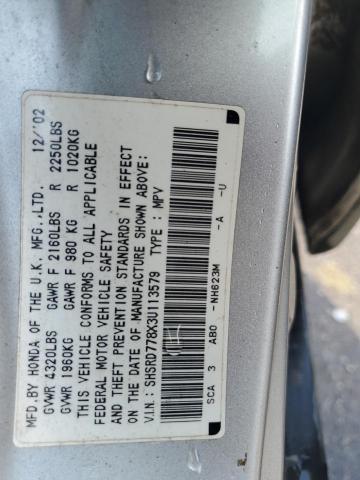 MFD.BY HONDA OF THE U.K. MFG.,LTD. 12/'02
GVWR 4320LBS GAWR F 2160LBS R 2250LBS
GVWR 1960KG GAWR F 980 KG R 1020KG
THIS VEHICLE CONFORMS TO ALL APPLICABLE
FEDERAL MOTOR VEHICLE SAFETY
AND THEFT PREVENTION STANDARDS IN EFFECT
ON THE DATE OF MANUFACTURE SHOWN ABOVE.
V.I.N.: SHSRD778X3U113579 TYPE: MPV
SCA 3 ABO -NH623M -A -U